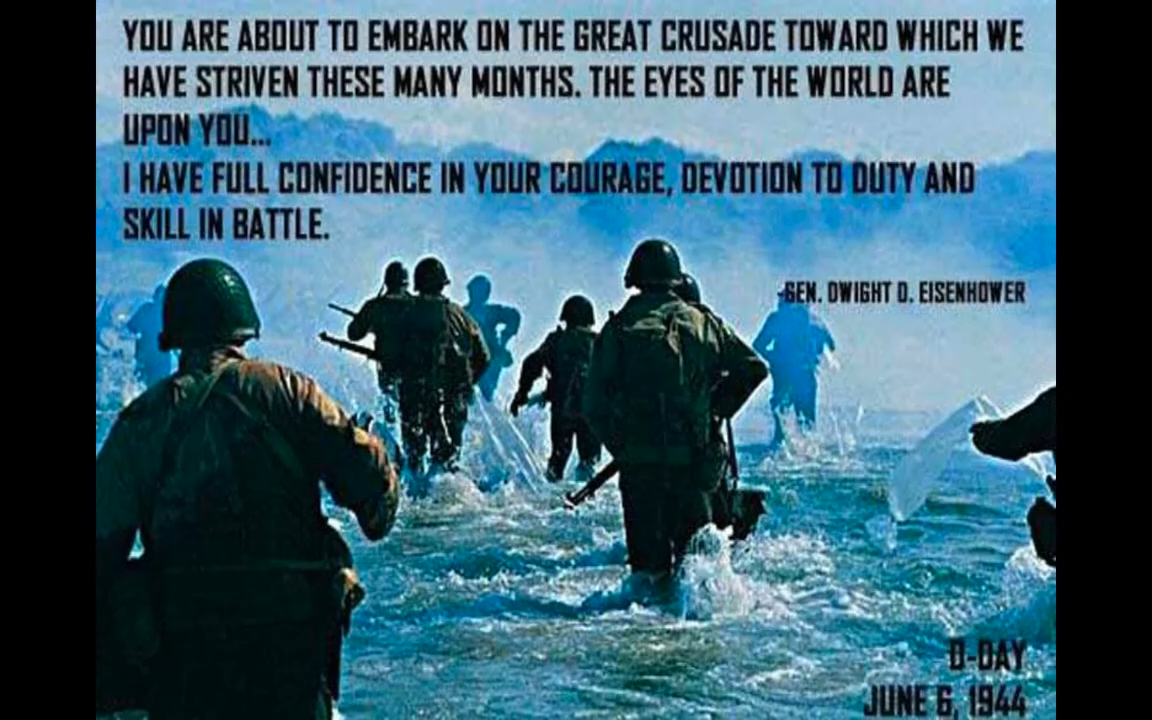 YOU ARE ABOUT TO EMBARK ON THE GREAT CRUSADE TOWARD WHICH WE
HAVE STRIVEN THESE MANY MONTHS. THE EYES OF THE WORLD ARE
UPON YOU...
I HAVE FULL CONFIDENCE IN YOUR COURAGE, DEVOTION TO DUTY AND
SKILL IN BATTLE.
-GEN. DWIGHT D. EISENHOWER
D-DAY
JUNE 6, 1944